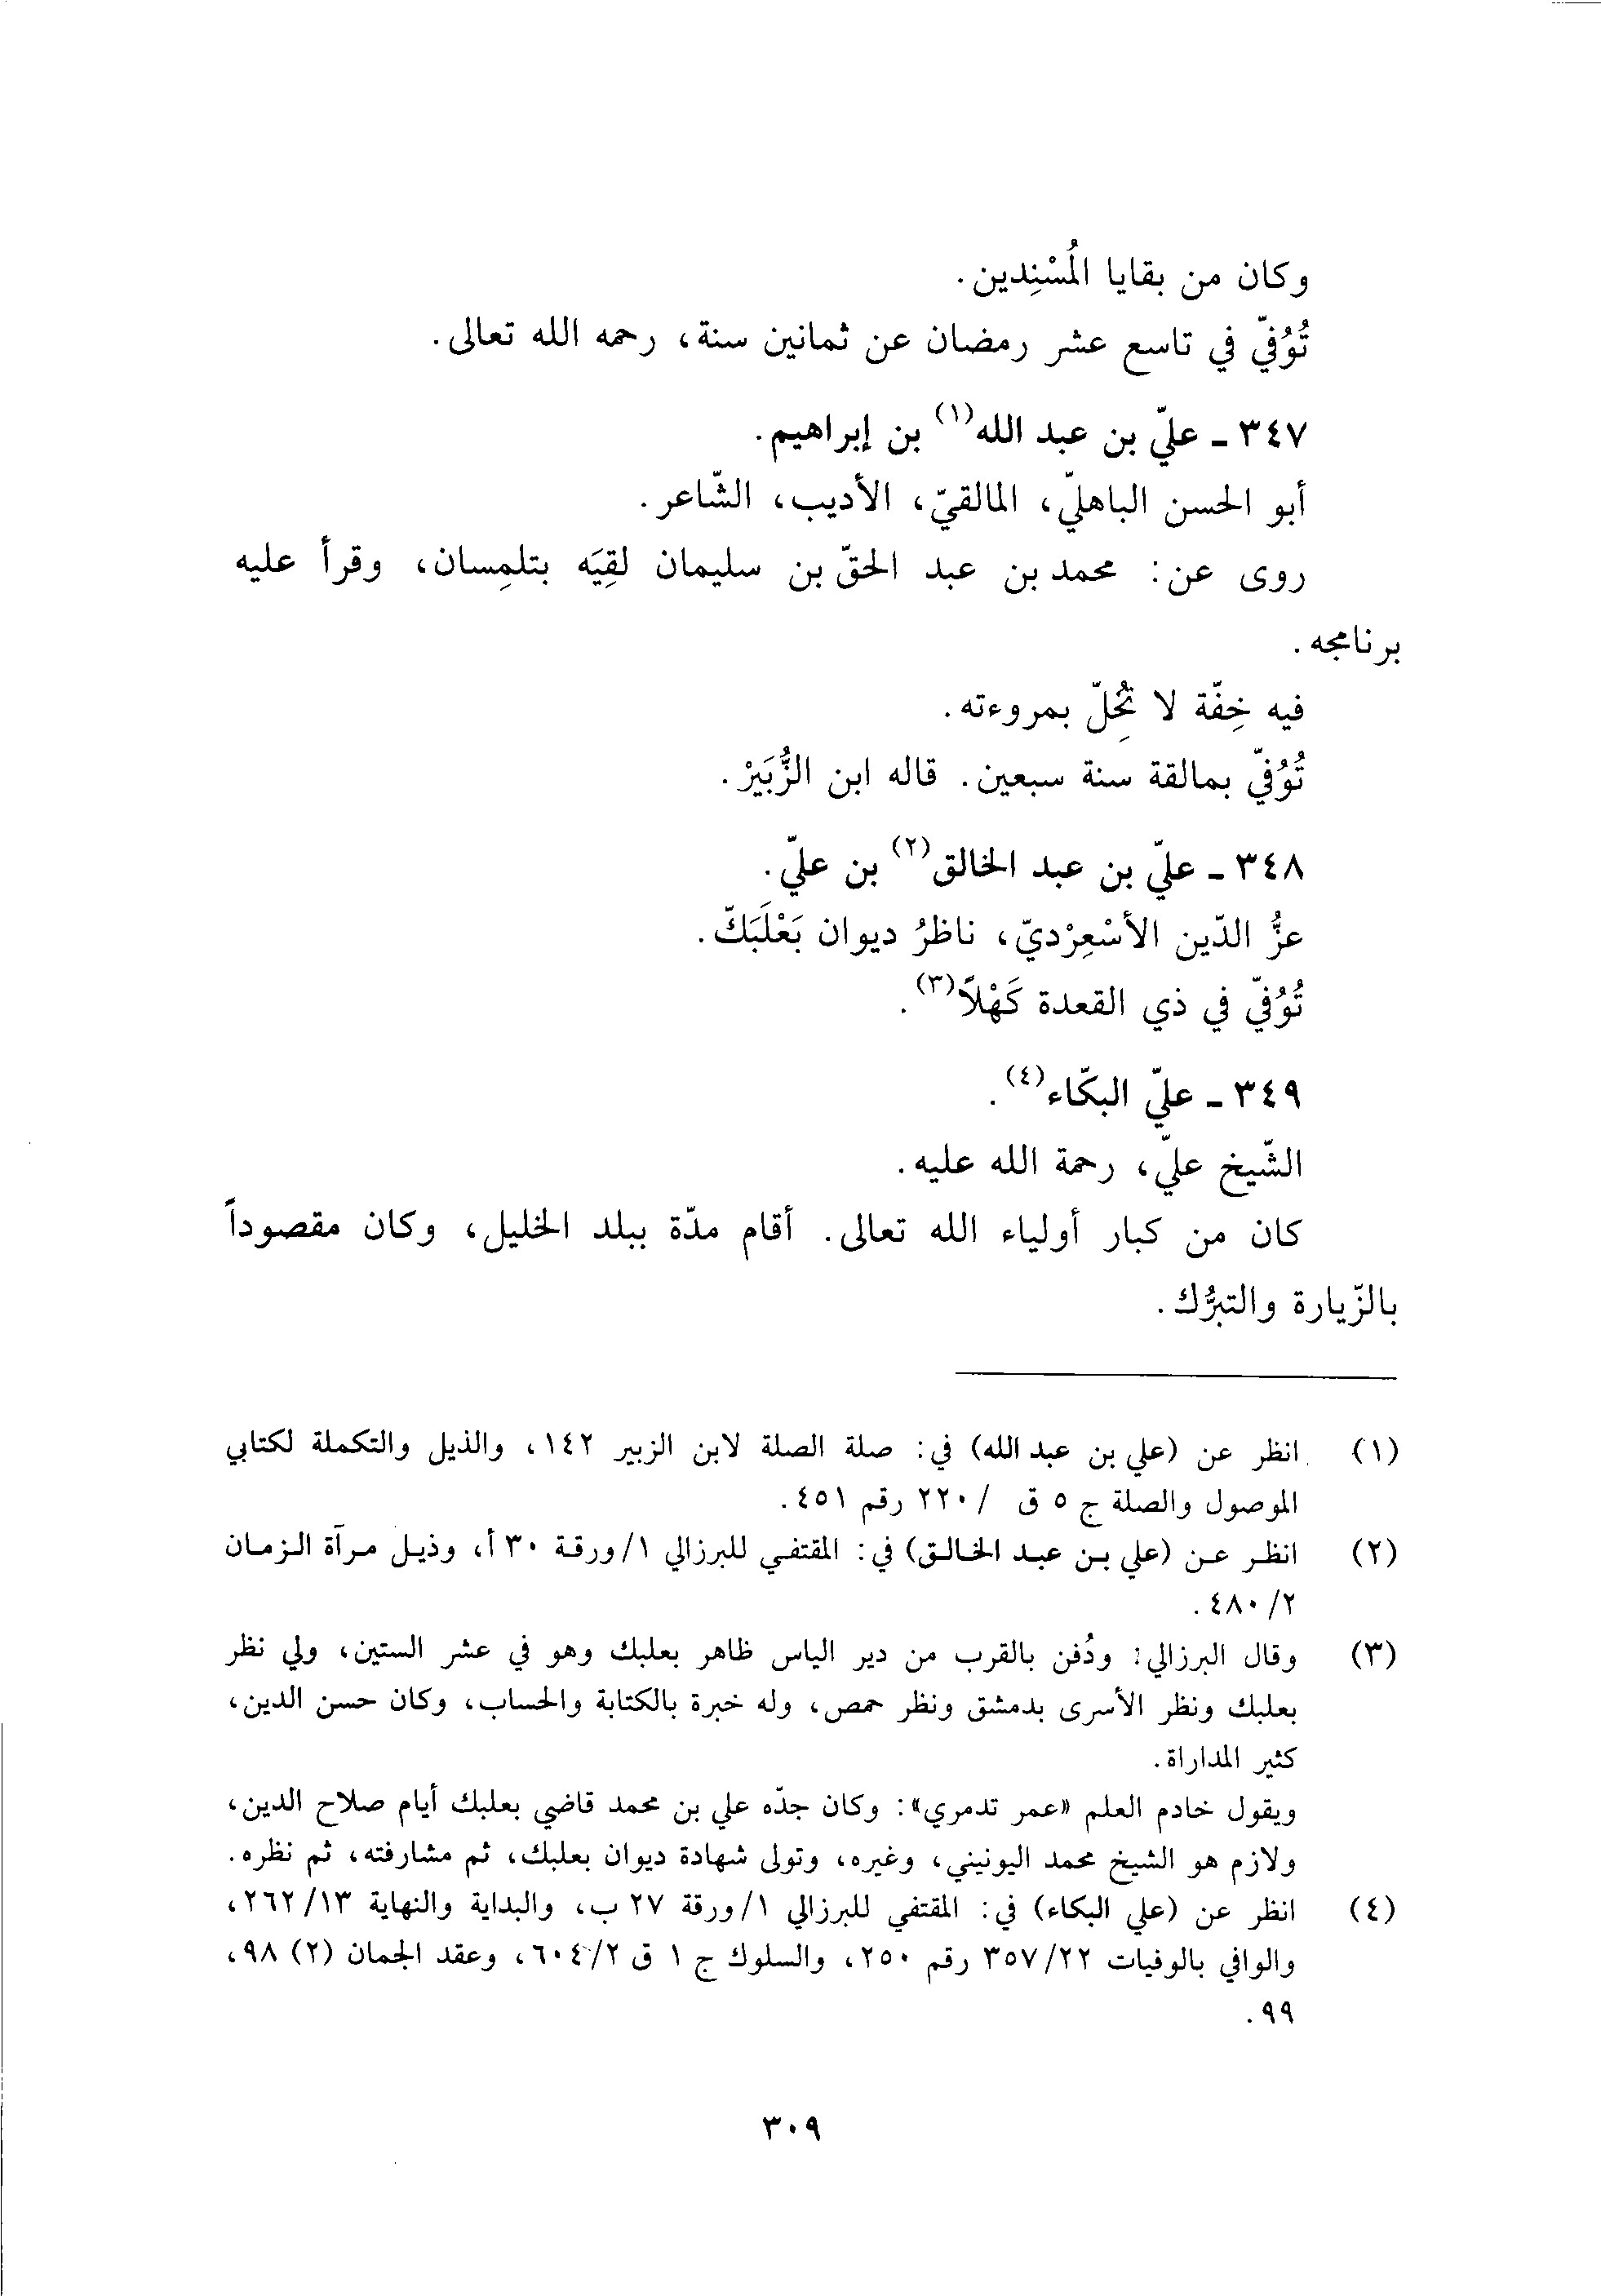 وكان من بقايا المُسْنِدين.
تُوُفّي في تاسع عشر رمضان عن ثمانين سنة، رحمه الله تعالى.
٣٤٧ ـ عليّ بن عبد الله(١) بن إبراهيم.
أبو الحسن الباهليّ، المالقيّ، الأديب، الشّاعر.
روى عن: محمد بن عبد الحقّ بن سليمان لقِيَه بتلمِسان، وقرأ عليه
برنامجه.
فيه خِفّة لا تُخِلّ بمروءته.
تُوُفّي بمالقة سنة سبعين. قاله ابن الزُّبَيْر.
٣٤٨ ـ عليّ بن عبد الخالق(٢) بن عليّ.
عزُّ الدّين الأسْعِرْديّ، ناظرُ ديوان بَعْلَبَكّ.
تُوُفّي في ذي القعدة كَهْلاً(٣).
٣٤٩ ـ عليّ البكّاء(٤).
الشّيخ عليّ، رحمة الله عليه.
كان من كبار أولياء الله تعالى. أقام مدّة ببلد الخليل، وكان مقصوداً
بالزّيارة والتبرُّك.
(١) انظر عن (علي بن عبد الله) في: صلة الصلة لابن الزبير ١٤٢، والذيل والتكملة لكتابي
الموصول والصلة ج ٥ ق /٢٢٠ رقم ٤٥١.
(٢) انظر عن (علي بن عبد الخالق) في: المقتفي للبرزالي ١/ورقة ٣٠ أ، وذيل مرآة الزمان
٢/ ٤٨٠.
(٣) وقال البرزالي: ودُفن بالقرب من دير الياس ظاهر بعلبك وهو في عشر الستين، ولي نظر
بعلبك ونظر الأسرى بدمشق ونظر حمص، وله خبرة بالكتابة والحساب، وكان حسن الدين،
كثير المداراة.
ويقول خادم العلم «عمر تدمري»: وكان جدّه علي بن محمد قاضي بعلبك أيام صلاح الدين،
ولازم هو الشيخ محمد اليونيني، وغيره، وتولى شهادة ديوان بعلبك، ثم مشارفته، ثم نظره.
(٤) انظر عن (علي البكاء) في: المقتفي للبرزالي ١/ورقة ٢٧ ب، والبداية والنهاية ١٣/ ٢٦٢،
والوافي بالوفيات ٢٢/ ٣٥٧ رقم ٢٥٠، والسلوك ج ١ ق ٢/ ٦٠٤، وعقد الجمان (٢) ٩٨،
٩٩.
٣٠٩